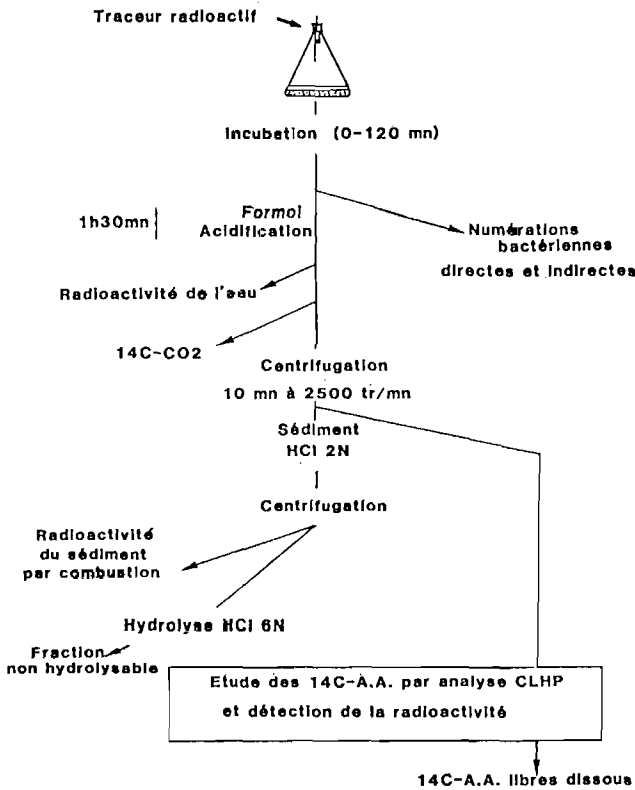 Traceur radioactif
Incubation (0-120 mn)
1h30mn
Formol
Acidification
Numérations
bactériennes
directes et indirectes
Radioactivité de l'eau
14C-CO2
Centrifugation
10 mn à 2500 tr/mn
Sédiment
HCl 2N
Centrifugation
Radioactivité
du sédiment
par combustion
Hydrolyse HCl 6N
Fraction
non hydrolysable
Etude des 14C-A.A. par analyse CLHP
et détection de la radioactivité
14C-A.A. libres dissous